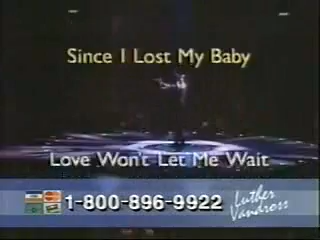 Since I Lost My Baby
Love Won't Let Me Wait
1-800-896-9922
Luther
Vandross